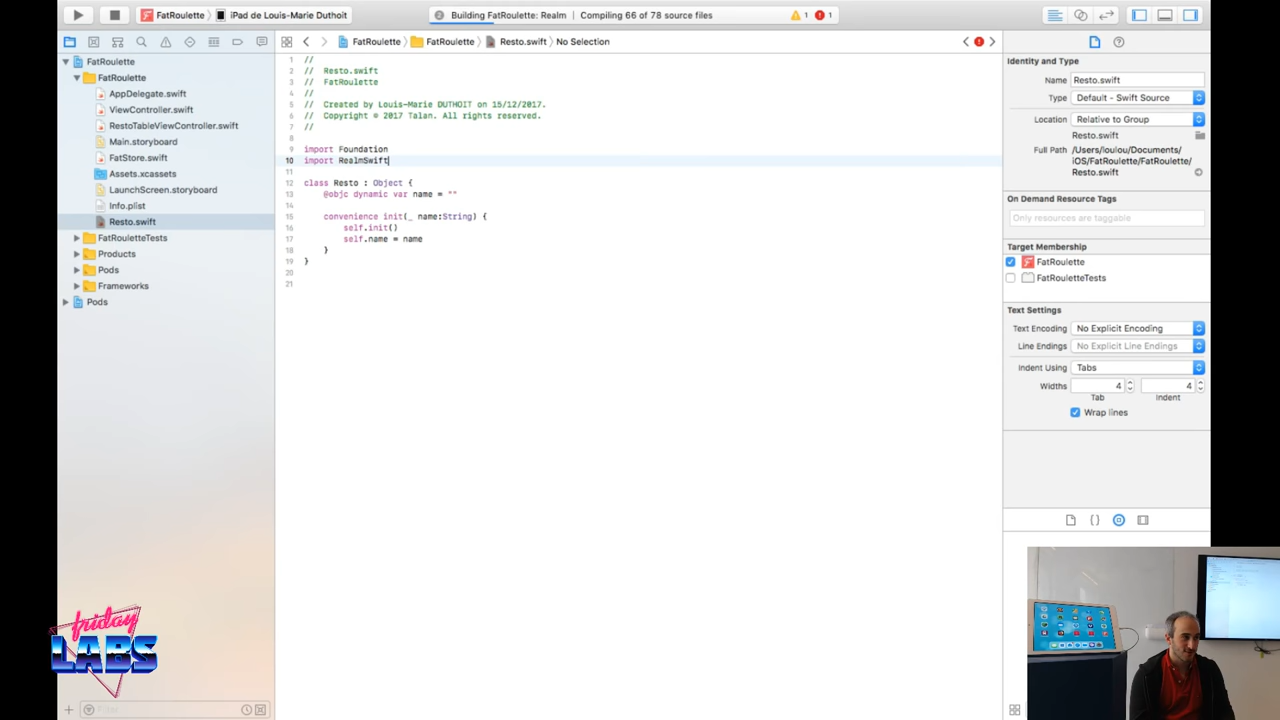 FatRoulette
iPad de Louis-Marie Duthoit
2
Building FatRoulette: Realm
Compiling 66 of 78 source files
1
1
FatRoulette
FatRoulette
Resto.swift
No Selection
FatRoulette
FatRoulette
AppDelegate.swift
ViewController.swift
RestoTableViewController.swift
Main.storyboard
FatStore.swift
Assets.xcassets
LaunchScreen.storyboard
Info.plist
Resto.swift
FatRouletteTests
Products
Pods
Frameworks
Pods
Filter
1 //
2 // Resto.swift
3 // FatRoulette
4 //
5 // Created by Louis-Marie DUTHOIT on 15/12/2017.
6 // Copyright © 2017 Talan. All rights reserved.
7 //
8
9 import Foundation
10 import RealmSwift
11
12 class Resto : Object {
13 @objc dynamic var name = ""
14
15 convenience init(_ name:String) {
16 self.init()
17 self.name = name
18 }
19 }
20
21
Identity and Type
Name Resto.swift
Type Default - Swift Source
Location Relative to Group
Resto.swift
Full Path /Users/loulou/Documents/
iOS/FatRoulette/FatRoulette/
Resto.swift
On Demand Resource Tags
Only resources are taggable
Target Membership
FatRoulette
FatRouletteTests
Text Settings
Text Encoding No Explicit Encoding
Line Endings No Explicit Line Endings
Indent Using Tabs
Widths 4 4
Tab Indent
Wrap lines
friday
LABS